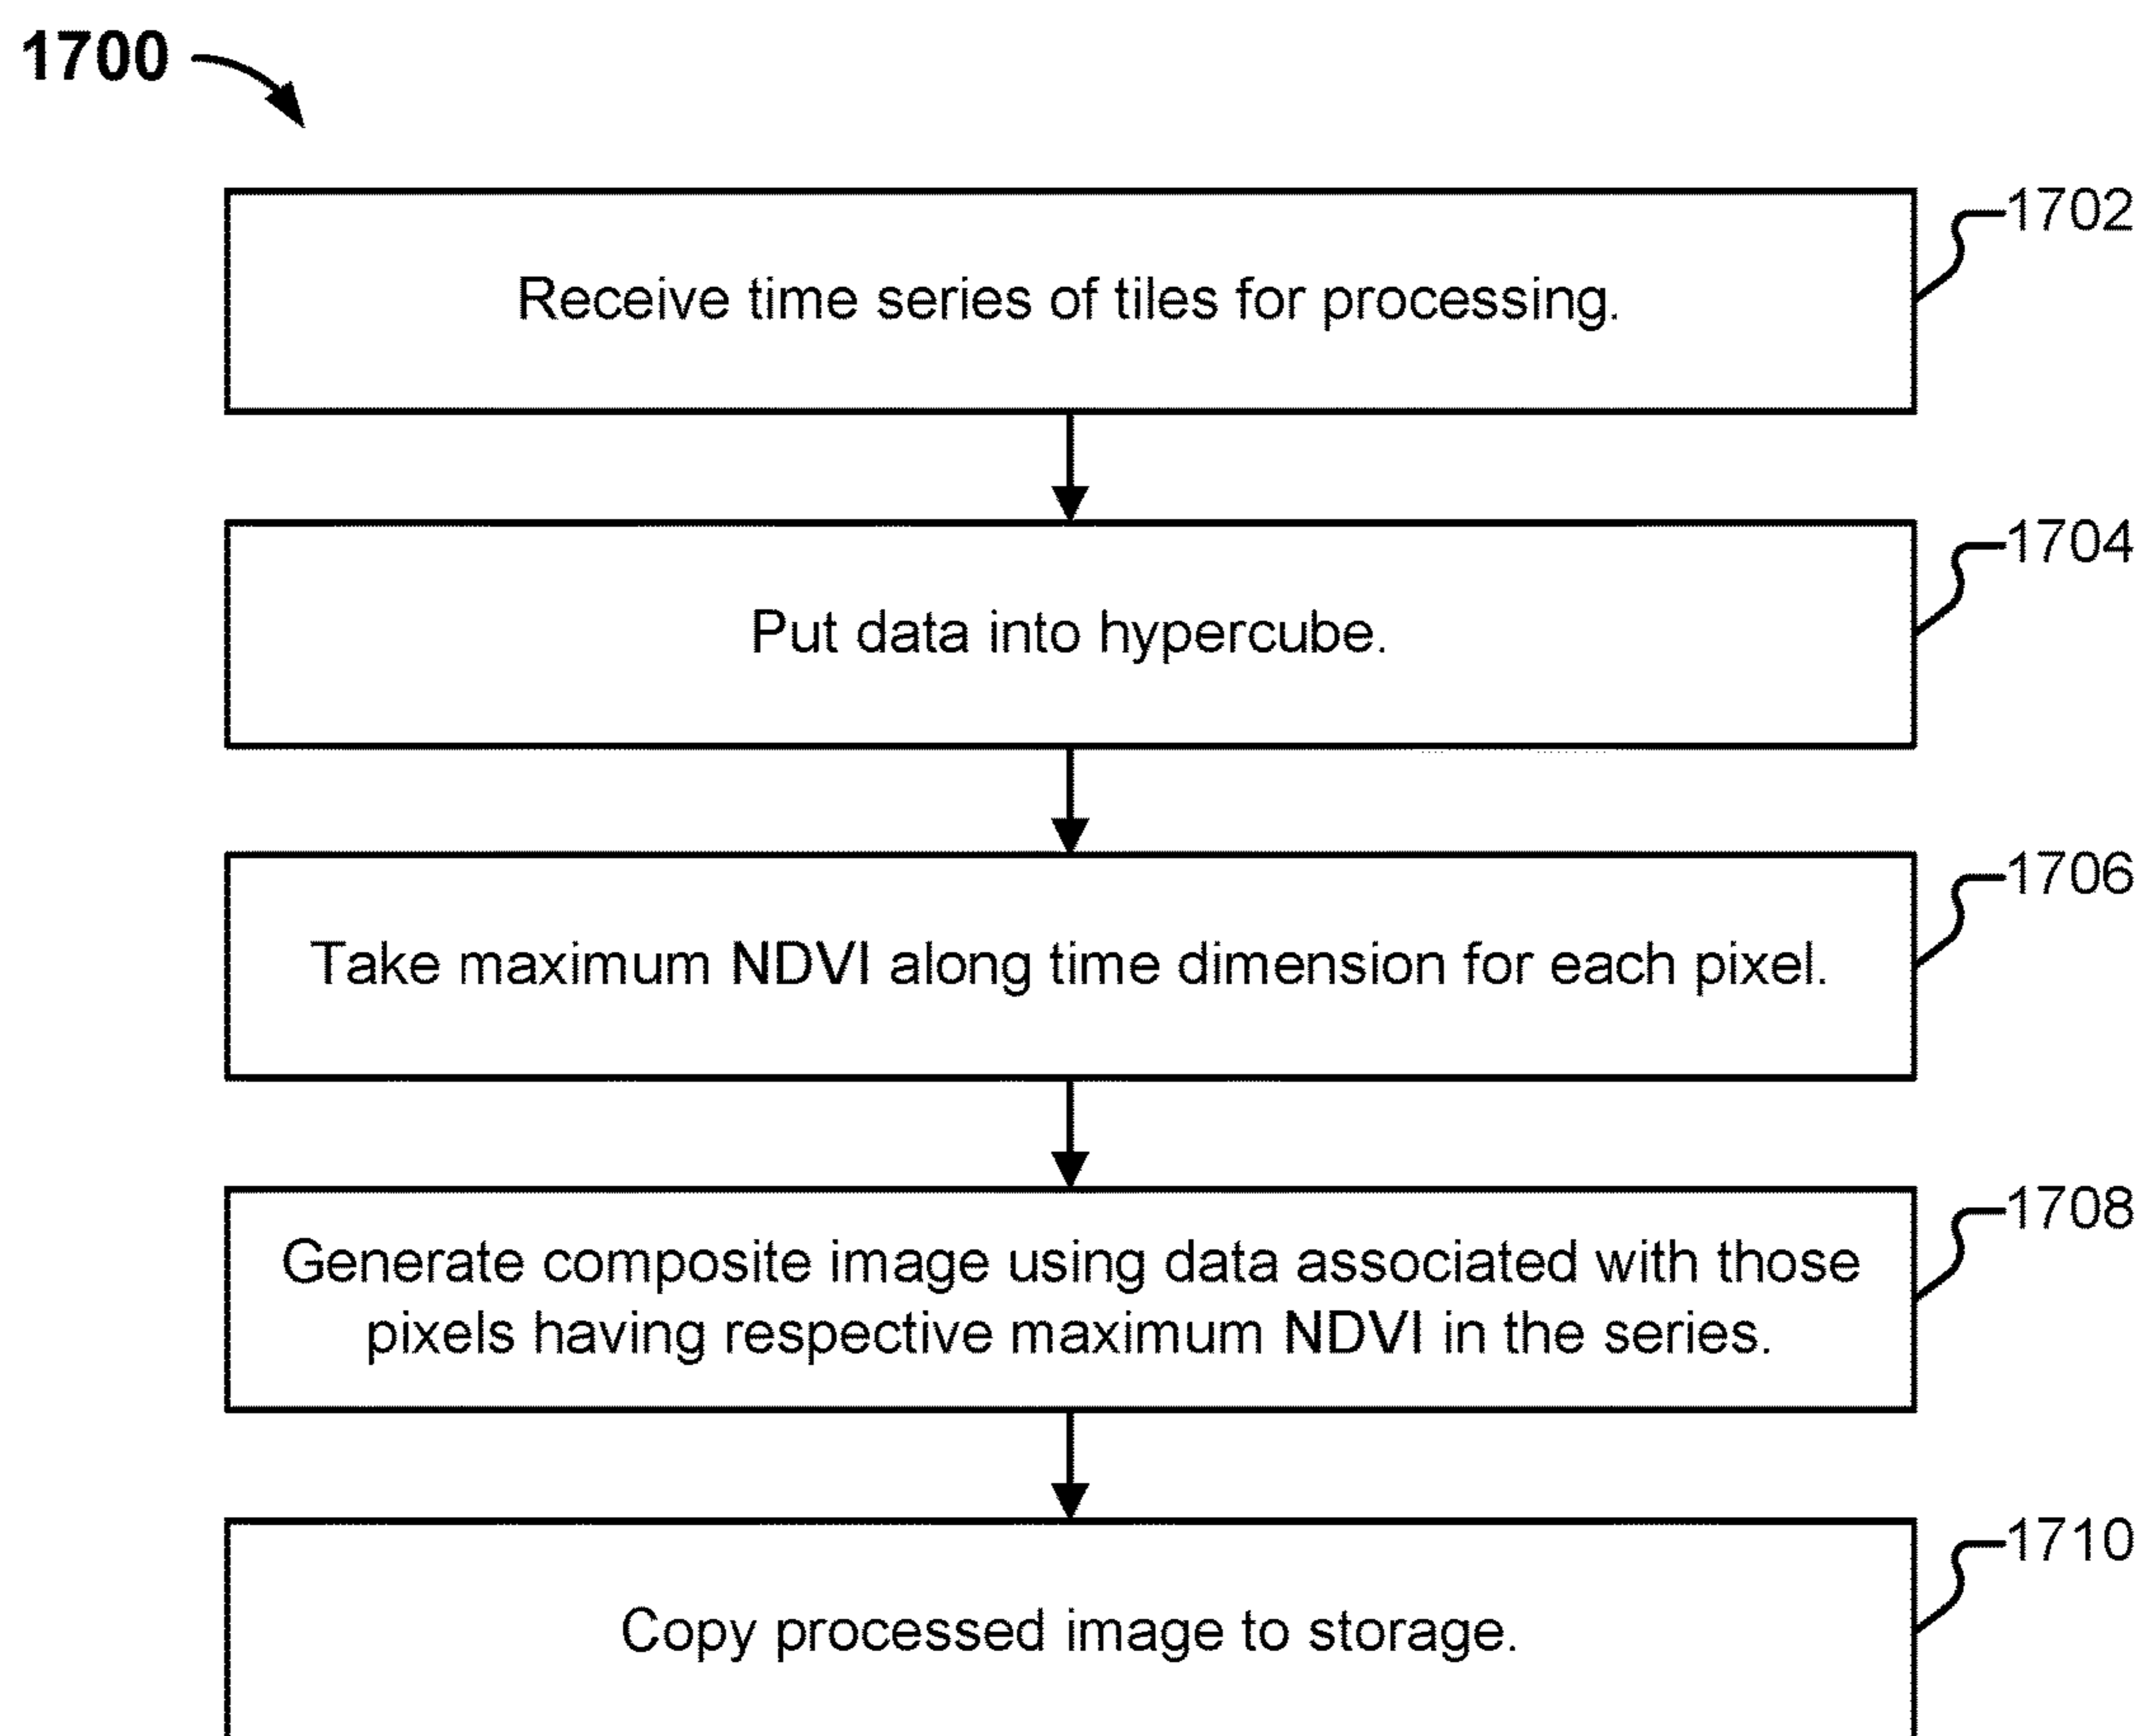 1700
1702
Receive time series of tiles for processing.
1704
Put data into hypercube.
1706
Take maximum NDVI along time dimension for each pixel.
1708
Generate composite image using data associated with those
pixels having respective maximum NDVI in the series.
1710
Copy processed image to storage.